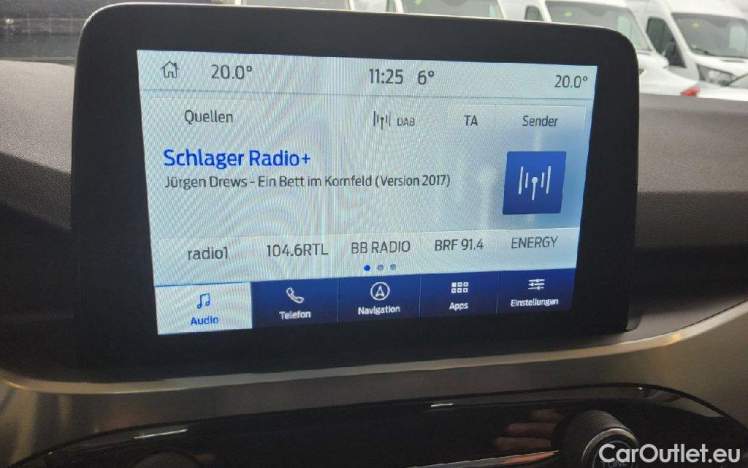 20.0° 11:25 6° 20.0°
Quellen DAB TA Sender
Schlager Radio+
Jürgen Drews - Ein Bett im Kornfeld (Version 2017)
radio1 104.6RTL BB RADIO BRF 91.4 ENERGY
Audio Telefon Navigation Apps Einstellungen
CarOutlet.eu